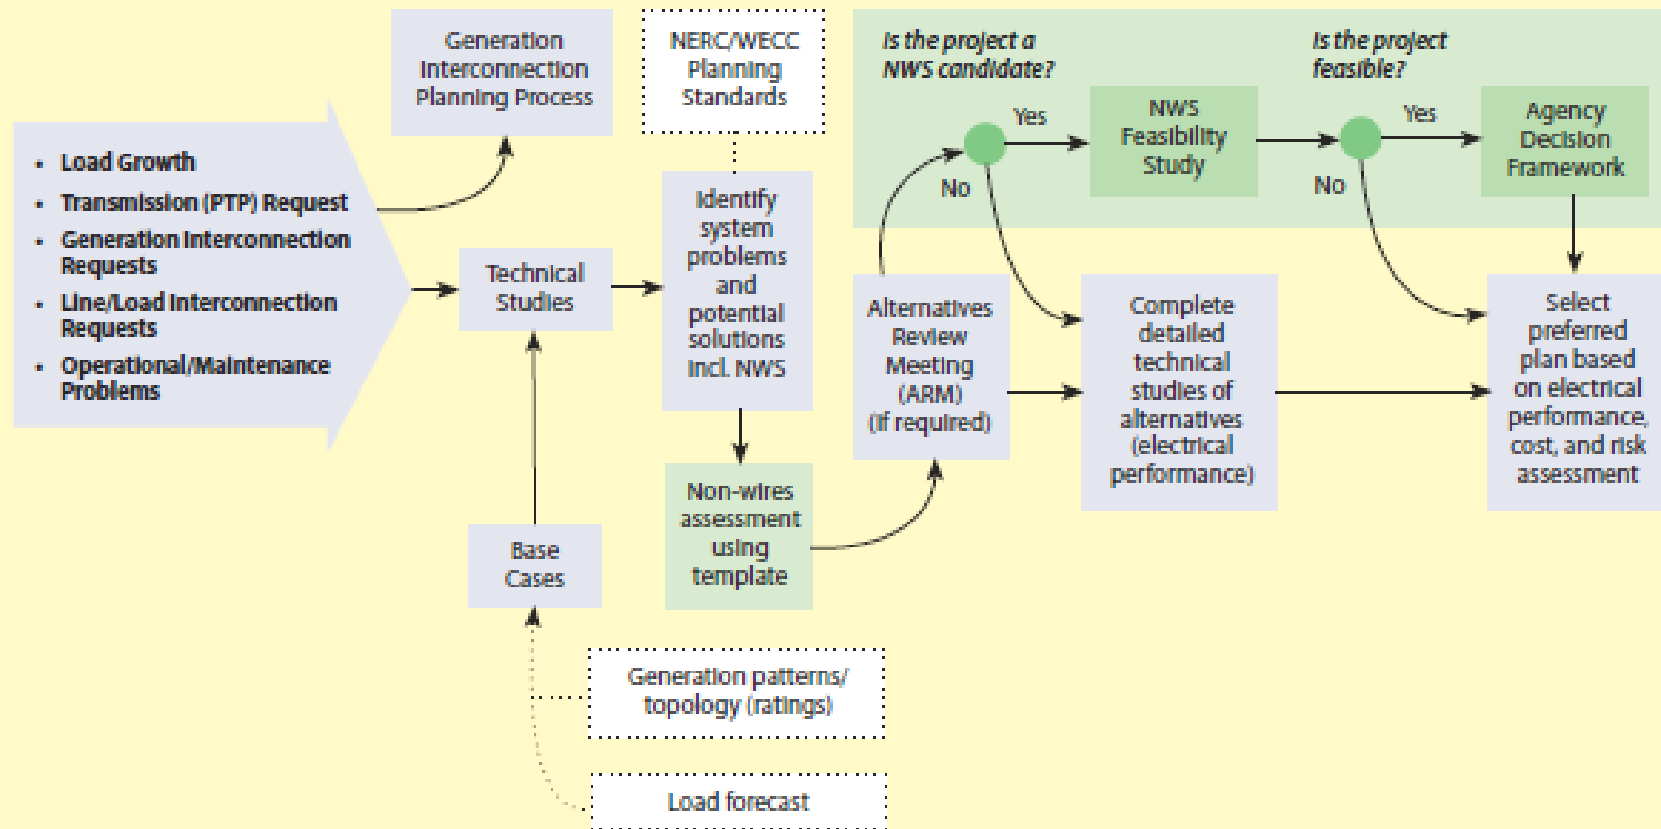 Generation
Interconnection
Planning Process
NERC/WECC
Planning
Standards
Is the project a
NWS candidate?
Is the project
feasible?
Yes
No
NWS
Feasibility
Study
Yes
No
Agency
Decision
Framework
• Load Growth
• Transmission (PTP) Request
• Generation Interconnection
Requests
• Line/Load Interconnection
Requests
• Operational/Maintenance
Problems
Technical
Studies
Identify
system
problems
and
potential
solutions
incl. NWS
Alternatives
Review
Meeting
(ARM)
(if required)
Complete
detailed
technical
studies of
alternatives
(electrical
performance)
Select
preferred
plan based
on electrical
performance,
cost, and risk
assessment
Non-wires
assessment
using
template
Base
Cases
Generation patterns/
topology (ratings)
Load forecast